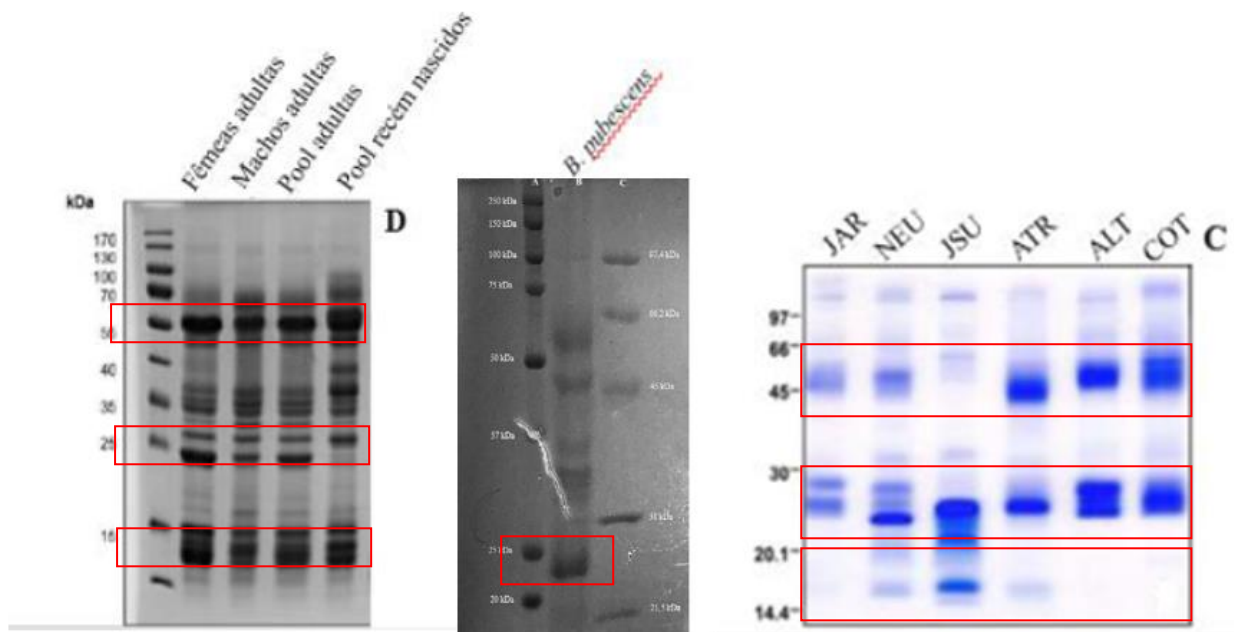 Fêmeas adultas
Machos adultas
Pool adultas
Pool recém nascidos
kDa
D
170
130
100
70
40
35
25
15
B. pubescens
A
B
C
250 kDa
150 kDa
100 kDa
75 kDa
50 kDa
37 kDa
25 kDa
20 kDa
97,4 kDa
66,2 kDa
45 kDa
31 kDa
21,5 kDa
JAR
NEU
JSU
ATR
ALT
COT
C
97
66
45
30
20.1
14.4